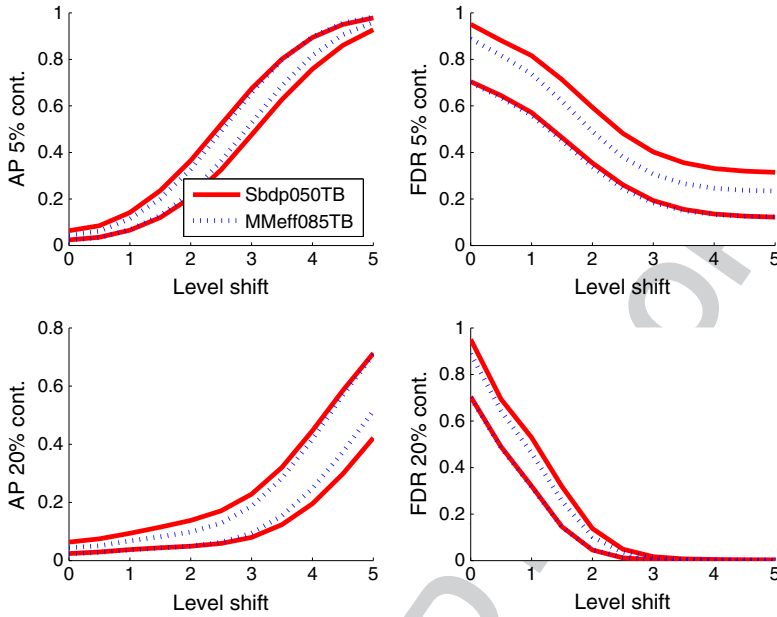 AP 5% cont.
1
0.8
0.6
0.4
0.2
0
0 1 2 3 4 5
Level shift
Sbdp050TB
MMeff085TB
FDR 5% cont.
1
0.8
0.6
0.4
0.2
0
0 1 2 3 4 5
Level shift
AP 20% cont.
0.8
0.6
0.4
0.2
0
0 1 2 3 4 5
Level shift
FDR 20% cont.
1
0.8
0.6
0.4
0.2
0
0 1 2 3 4 5
Level shift